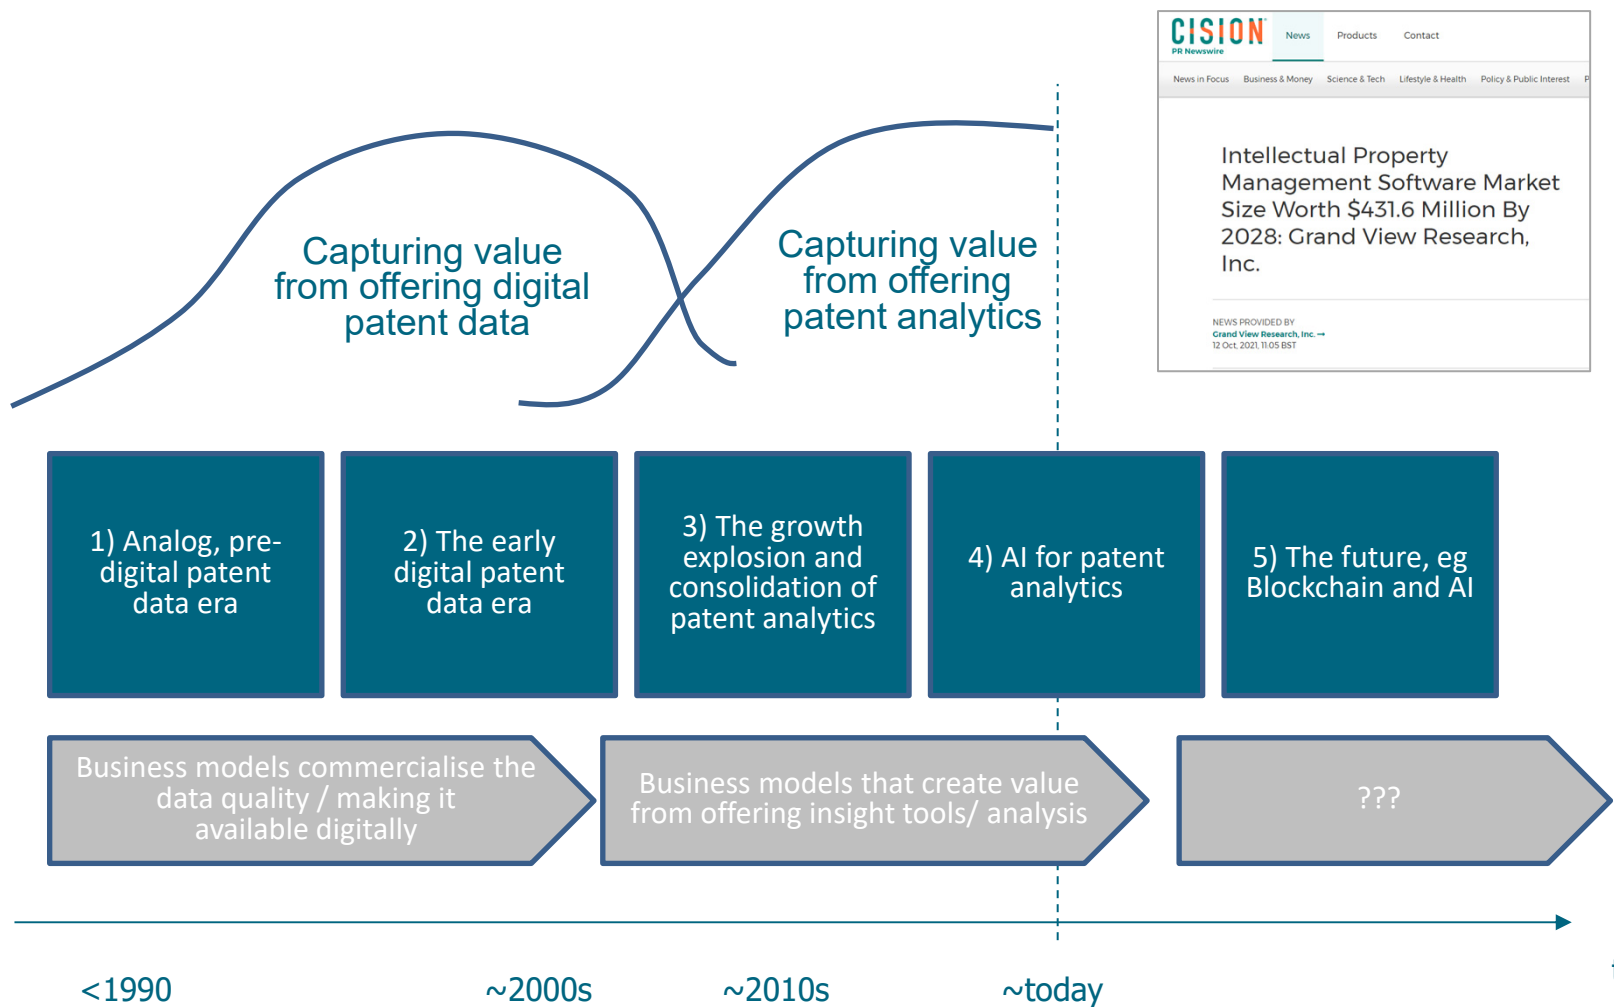 CISION
PR Newswire
News
Products
Contact
News in Focus
Business & Money
Science & Tech
Lifestyle & Health
Policy & Public Interest
Intellectual Property
Management Software Market
Size Worth $431.6 Million By
2028: Grand View Research,
Inc.
NEWS PROVIDED BY
Grand View Research, Inc. →
12 Oct, 2021, 11:05 BST
Capturing value
from offering digital
patent data
Capturing value
from offering
patent analytics
1) Analog, pre-
digital patent
data era
2) The early
digital patent
data era
3) The growth
explosion and
consolidation of
patent analytics
4) AI for patent
analytics
5) The future, eg
Blockchain and AI
Business models commercialise the
data quality / making it
available digitally
Business models that create value
from offering insight tools/ analysis
???
<1990
~2000s
~2010s
~today